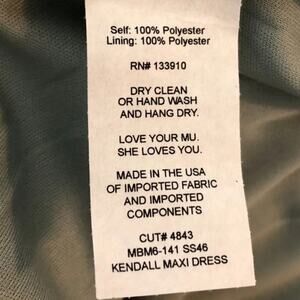 Self: 100% Polyester
Lining: 100% Polyester
RN# 133910
DRY CLEAN
OR HAND WASH
AND HANG DRY.
LOVE YOUR MU.
SHE LOVES YOU.
MADE IN THE USA
OF IMPORTED FABRIC
AND IMPORTED
COMPONENTS
CUT# 4843
MBM6-141 SS46
KENDALL MAXI DRESS